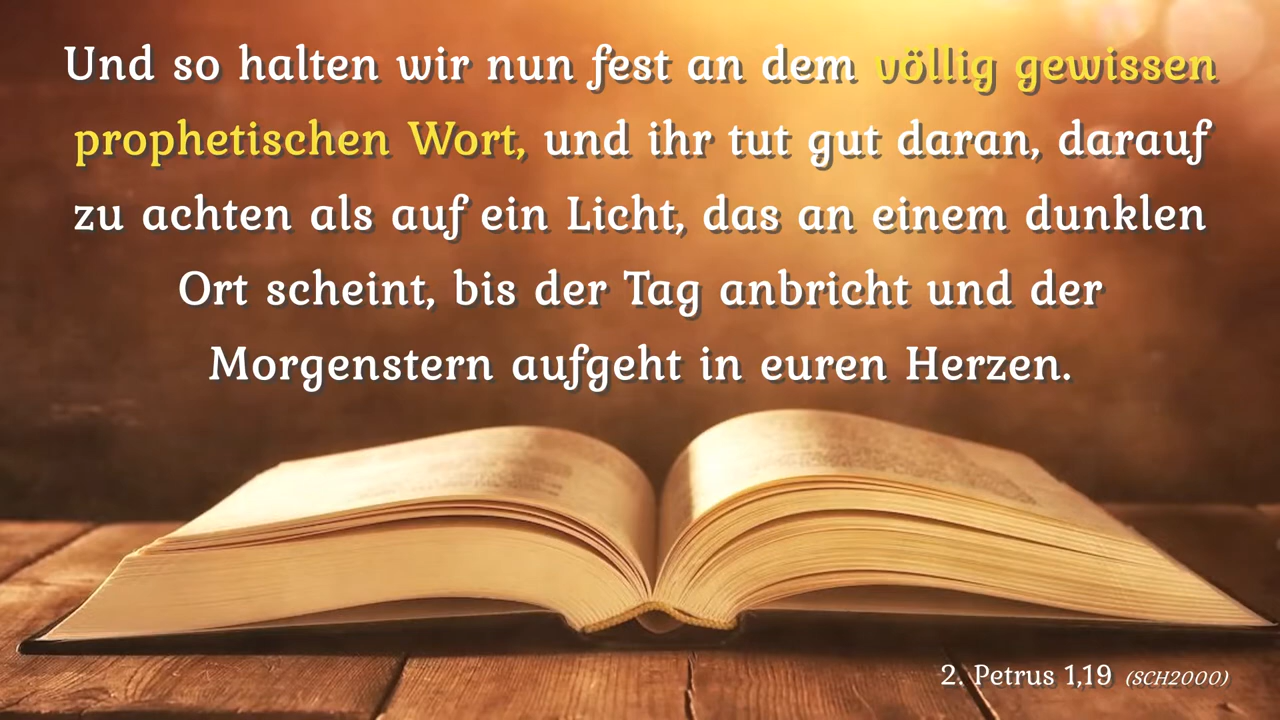 Und so halten wir nun fest an dem völlig gewissen
prophetischen Wort, und ihr tut gut daran, darauf
zu achten als auf ein Licht, das an einem dunklen
Ort scheint, bis der Tag anbricht und der
Morgenstern aufgeht in euren Herzen.
2. Petrus 1,19 (SCH2000)